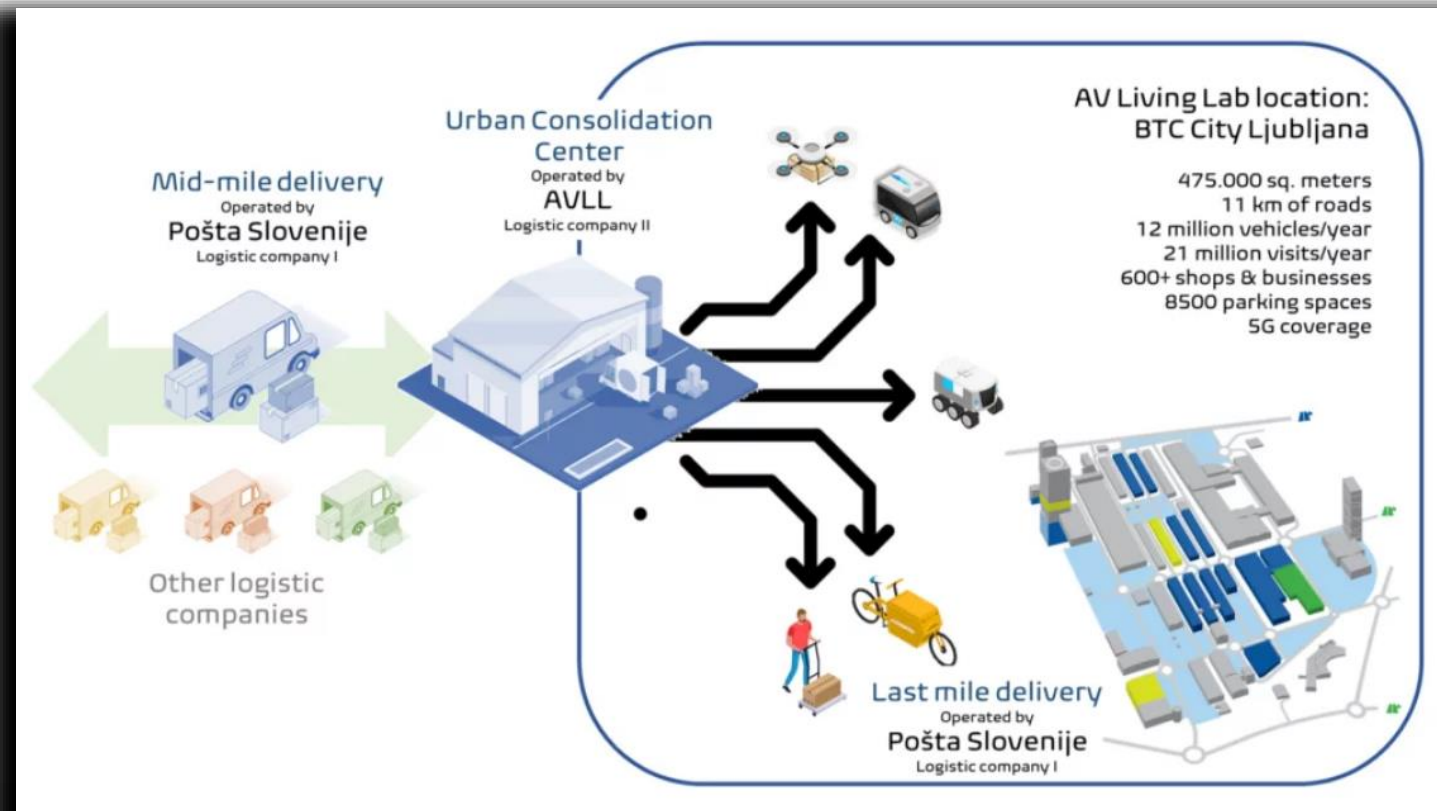 Mid-mile delivery
Operated by
Pošta Slovenije
Logistic company I
Other logistic
companies
Urban Consolidation
Center
Operated by
AVLL
Logistic company II
AV Living Lab location:
BTC City Ljubljana
475.000 sq. meters
11 km of roads
12 million vehicles/year
21 million visits/year
600+ shops & businesses
8500 parking spaces
5G coverage
Last mile delivery
Operated by
Pošta Slovenije
Logistic company I